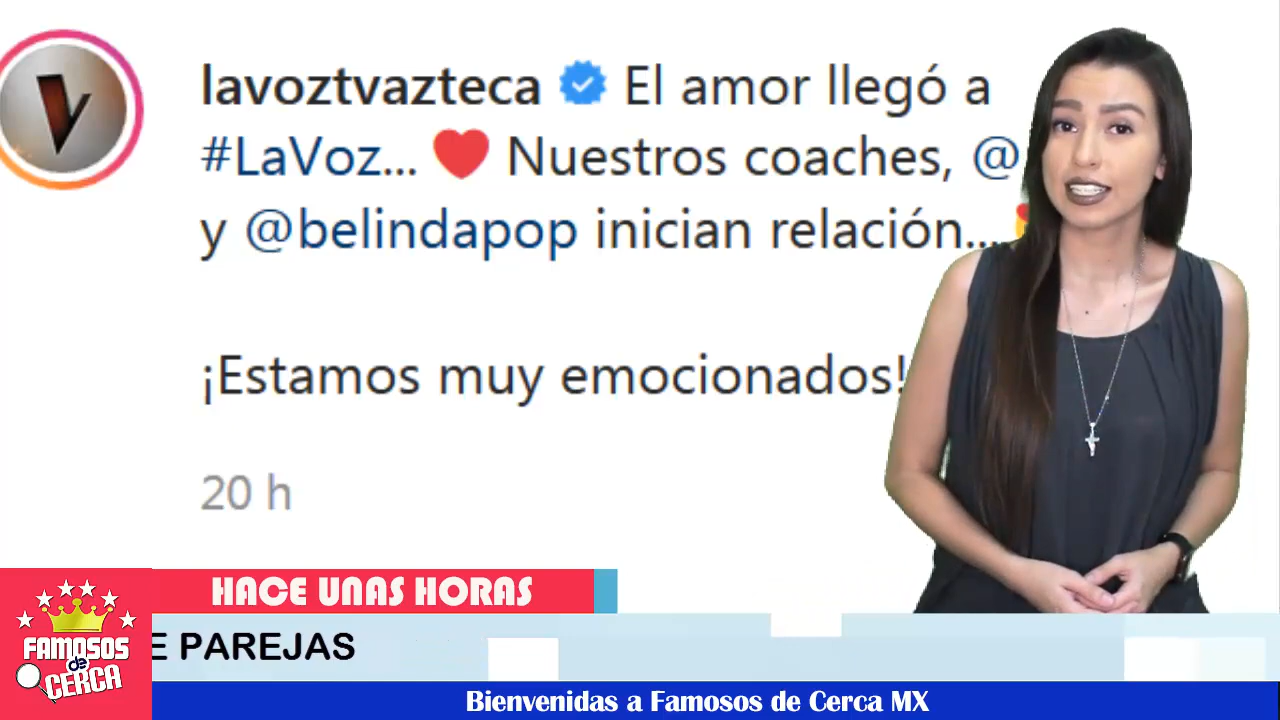 lavoztvazteca El amor llegó a
#LaVoz... Nuestros coaches, @
y @belindapop inician relación....
¡Estamos muy emocionados!
20 h
HACE UNAS HORAS
E PAREJAS
FAMOSOS
de
CERCA
Bienvenidas a Famosos de Cerca MX